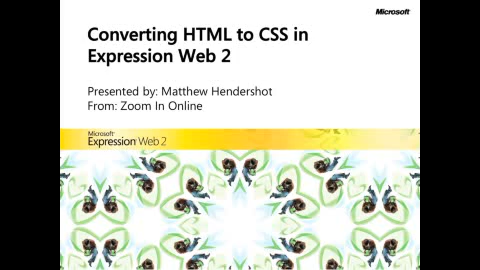 Microsoft
Converting HTML to CSS in
Expression Web 2
Presented by: Matthew Hendershot
From: Zoom In Online
Microsoft
Expression Web 2